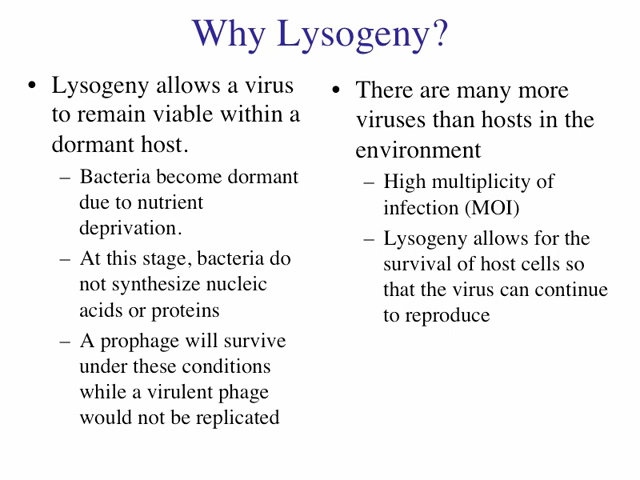 Why Lysogeny?
• Lysogeny allows a virus
to remain viable within a
dormant host.
– Bacteria become dormant
due to nutrient
deprivation.
– At this stage, bacteria do
not synthesize nucleic
acids or proteins
– A prophage will survive
under these conditions
while a virulent phage
would not be replicated
• There are many more
viruses than hosts in the
environment
– High multiplicity of
infection (MOI)
– Lysogeny allows for the
survival of host cells so
that the virus can continue
to reproduce